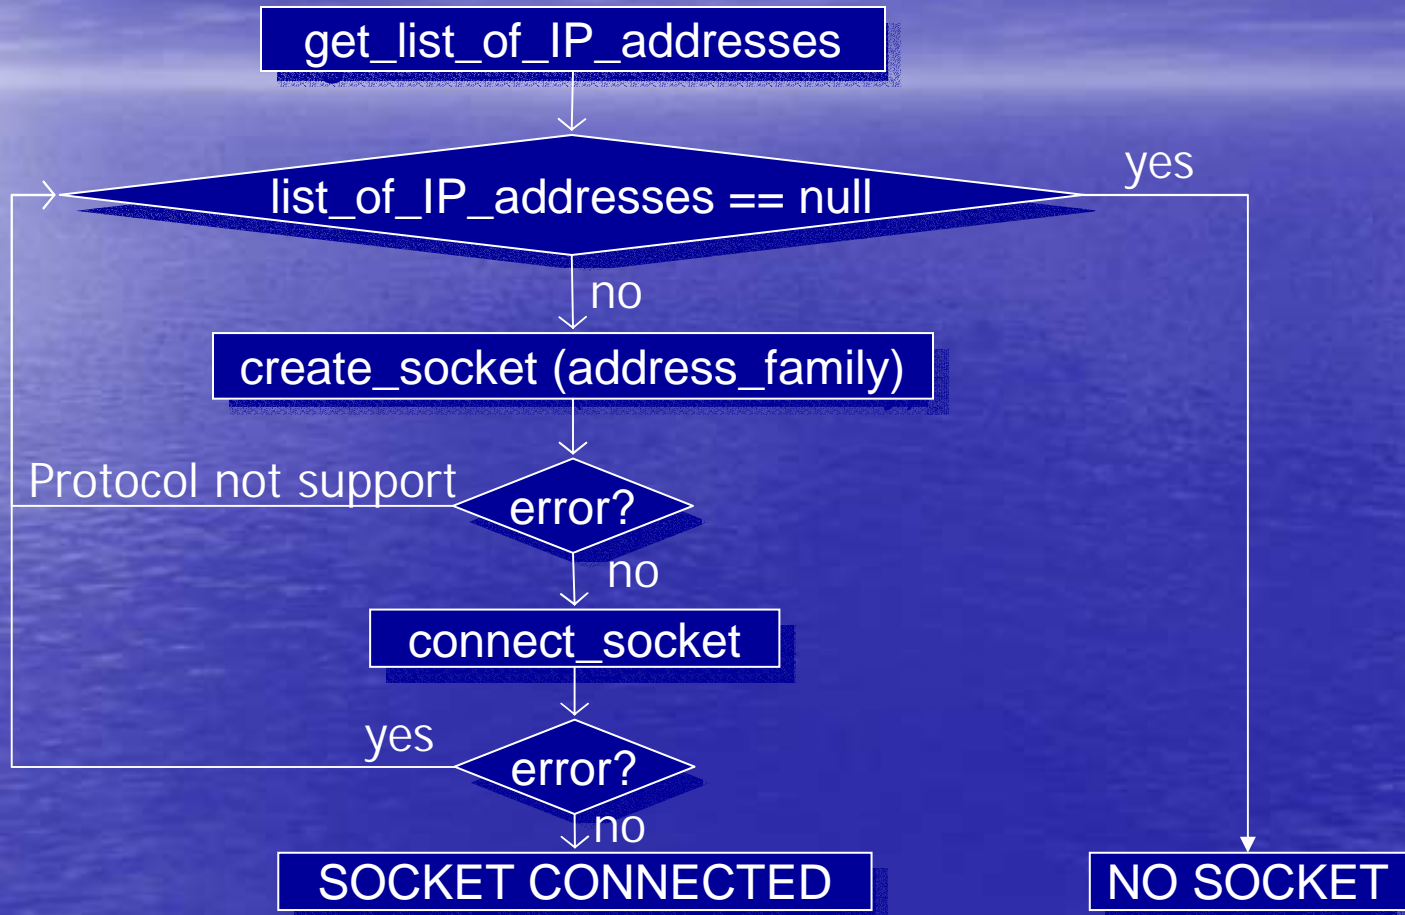 get_list_of_IP_addresses
list_of_IP_addresses == null
yes
no
create_socket (address_family)
Protocol not support
error?
no
connect_socket
yes
error?
no
SOCKET CONNECTED
NO SOCKET